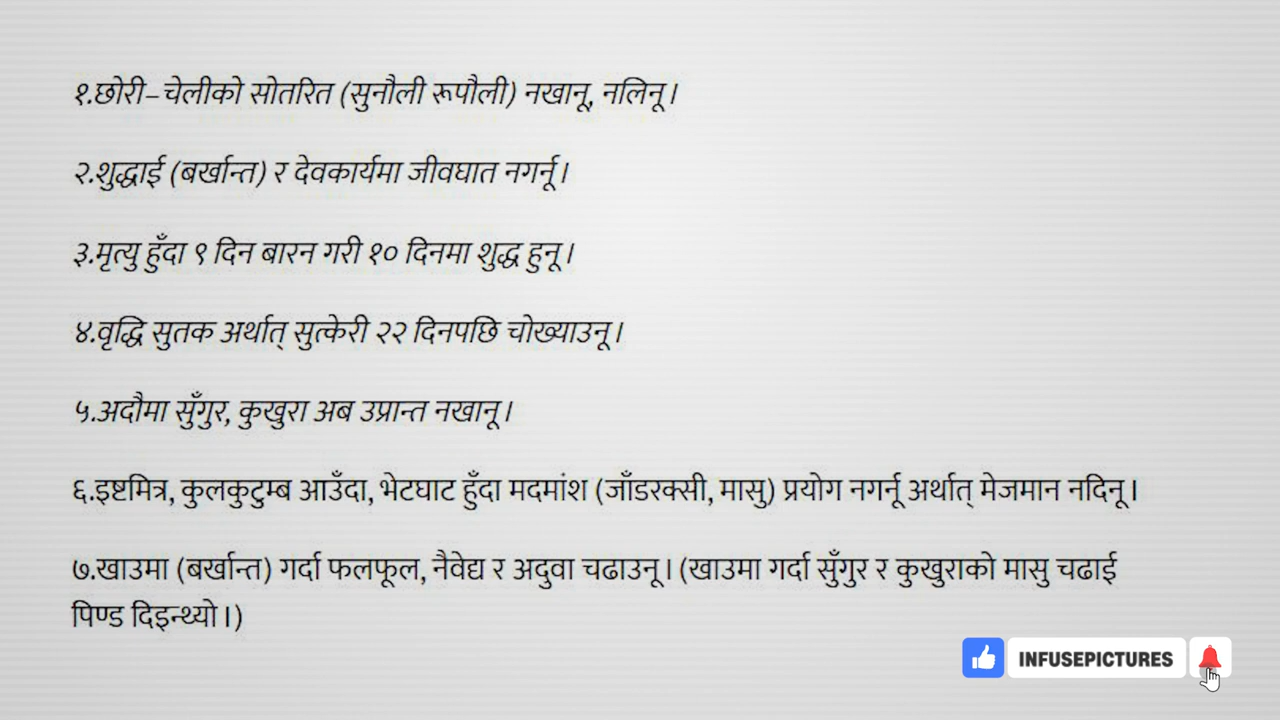 १.छोरी–चेलीको सोतरित (सुनौली रूपौली) नखानू, नलिनू ।
२.शुद्धाई (बर्खान्त) र देवकार्यमा जीवघात नगर्नू ।
३.मृत्यु हुँदा ९ दिन बारन गरी १० दिनमा शुद्ध हुनू ।
४.वृद्धि सुतक अर्थात् सुत्केरी २२ दिनपछि चोख्याउनू ।
५.अदौमा सुँगुर, कुखुरा अब उप्रान्त नखानू ।
६.इष्टमित्र, कुलकुटुम्ब आउँदा, भेटघाट हुँदा मदमांश (जाँडरक्सी, मासु) प्रयोग नगर्नू अर्थात् मेजमान नदिनू ।
७.खाउमा (बर्खान्त) गर्दा फलफूल, नैवेद्य र अदुवा चढाउनू । (खाउमा गर्दा सुँगुर र कुखुराको मासु चढाई
पिण्ड दिइन्थ्यो ।)
INFUSEPICTURES